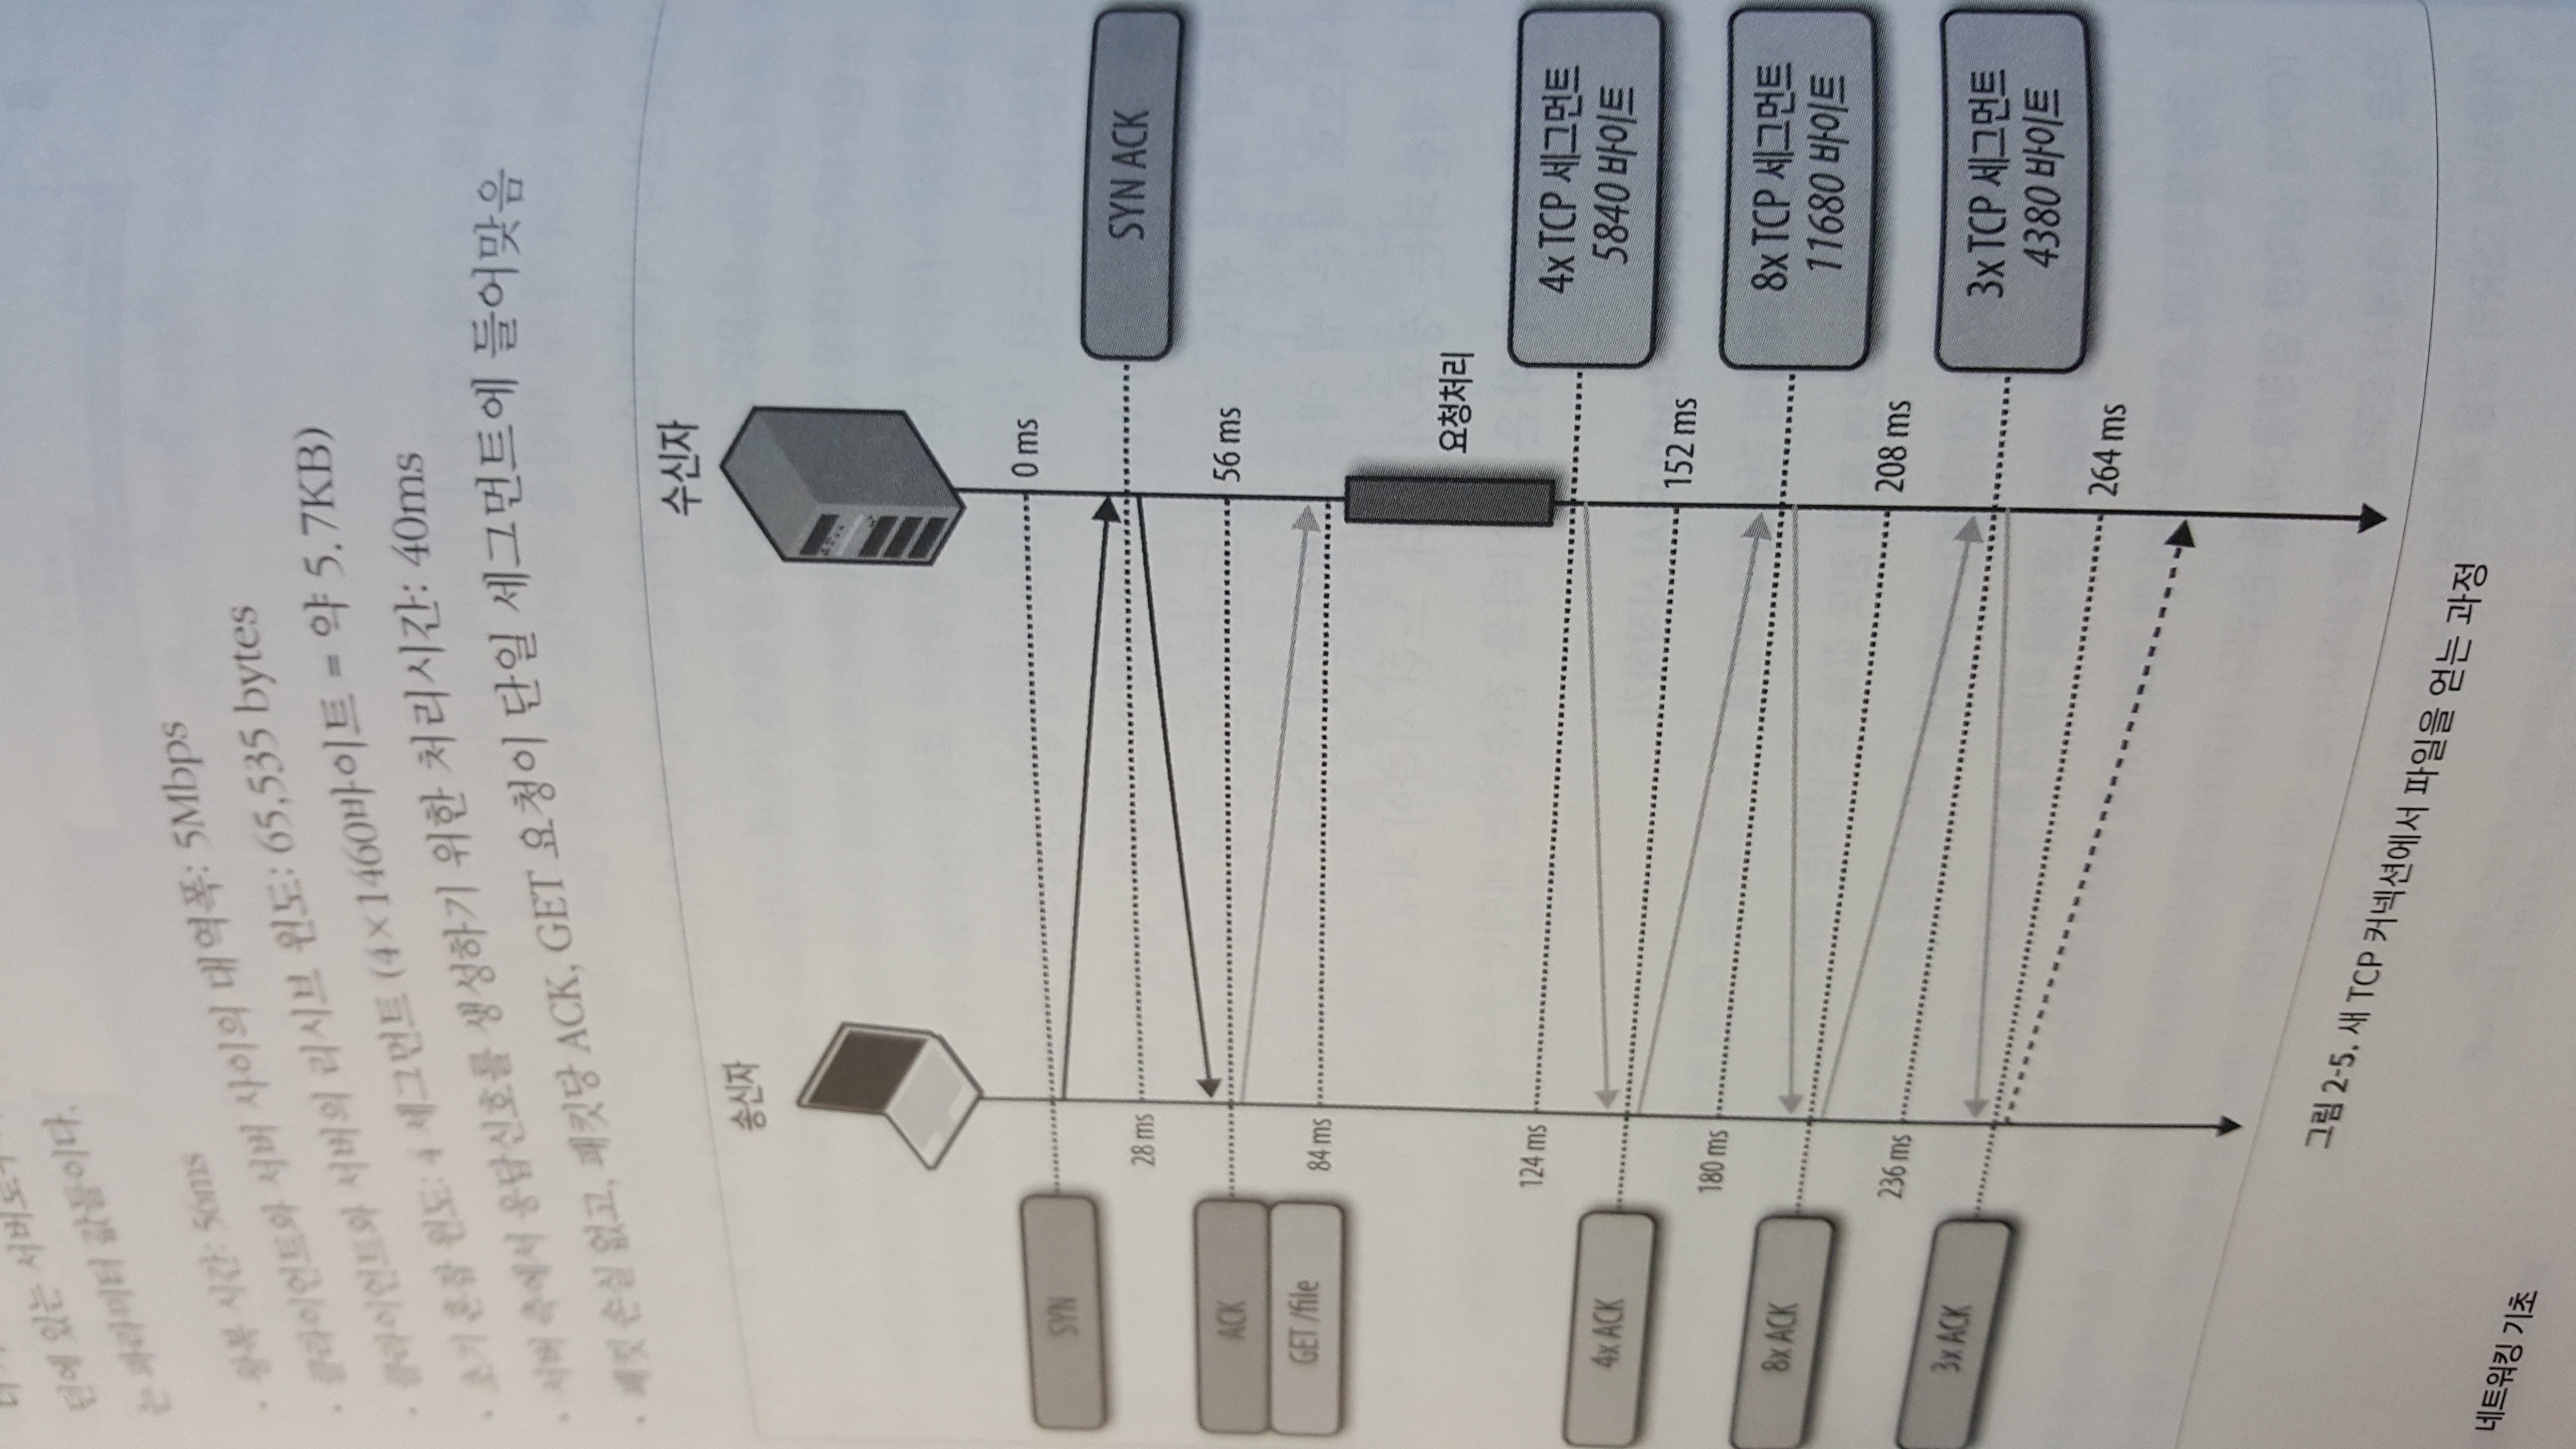 턴에 있는 서버도
는 파라미터 값들이다.
· 왕복 시간: 56ms
· 클라이언트와 서버 사이의 대역폭: 5Mbps
· 클라이언트와 서버의 리시브 윈도: 65,535 bytes
· 초기 혼잡 윈도: 4 세그먼트 (4×1460바이트 = 약 5.7KB)
· 서버 측에서 응답신호를 생성하기 위한 처리시간: 40ms
· 패킷 손실 없고, 패킷당 ACK, GET 요청이 단일 세그먼트에 들어맞음
송신자
수신자
SYN
0 ms
28 ms
SYN ACK
ACK
56 ms
GET /file
84 ms
요청처리
124 ms
4x TCP 세그먼트
5840 바이트
4x ACK
152 ms
180 ms
8x TCP 세그먼트
11680 바이트
8x ACK
208 ms
236 ms
3x TCP 세그먼트
4380 바이트
3x ACK
264 ms
그림 2-5. 새 TCP 커넥션에서 파일을 얻는 과정
네트워킹 기초